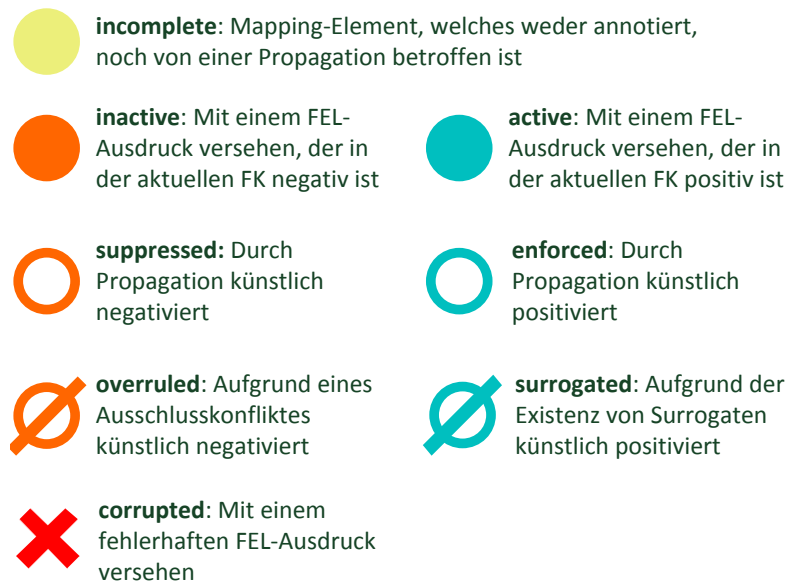 incomplete: Mapping-Element, welches weder annotiert,
noch von einer Propagation betroffen ist
inactive: Mit einem FEL-
Ausdruck versehen, der in
der aktuellen FK negativ ist
active: Mit einem FEL-
Ausdruck versehen, der in
der aktuellen FK positiv ist
suppressed: Durch
Propagation künstlich
negativiert
enforced: Durch
Propagation künstlich
positiviert
overruled: Aufgrund eines
Ausschlusskonfliktes
künstlich negativiert
surrogated: Aufgrund der
Existenz von Surrogaten
künstlich positiviert
corrupted: Mit einem
fehlerhaften FEL-Ausdruck
versehen